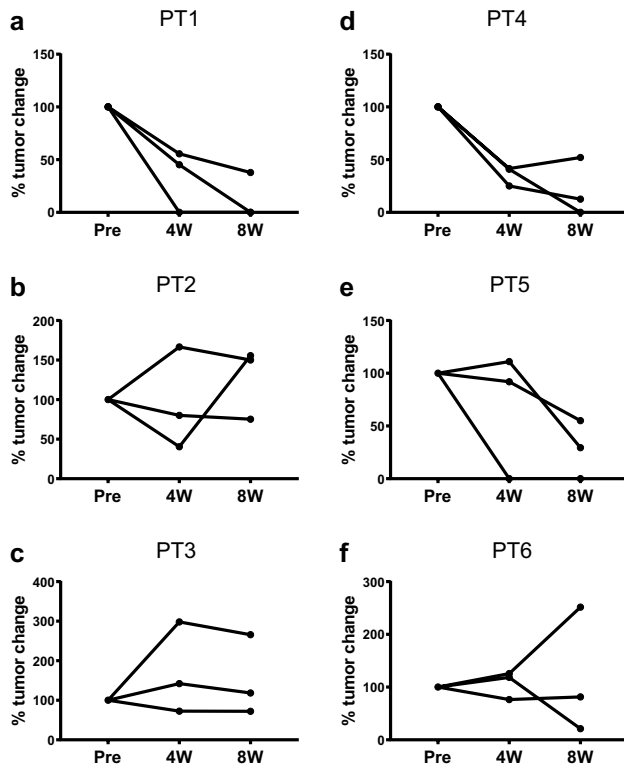 a
PT1
% tumor change
150
100
50
0
Pre 4W 8W
d
PT4
% tumor change
150
100
50
0
Pre 4W 8W
b
PT2
% tumor change
200
150
100
50
0
Pre 4W 8W
e
PT5
% tumor change
150
100
50
0
Pre 4W 8W
c
PT3
% tumor change
400
300
200
100
0
Pre 4W 8W
f
PT6
% tumor change
300
200
100
0
Pre 4W 8W